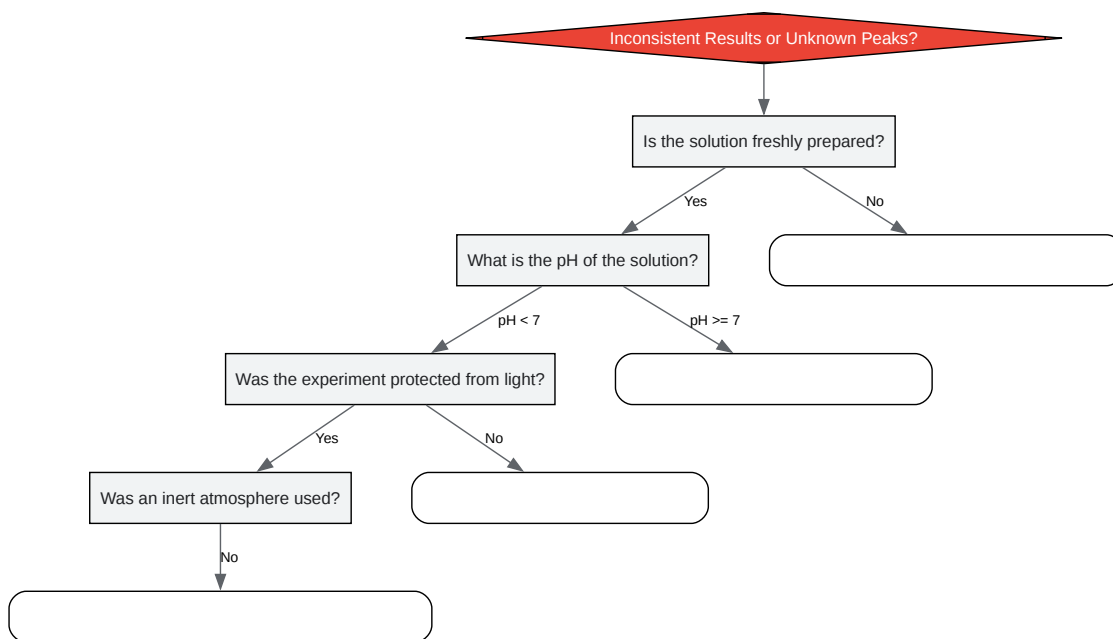 Inconsistent Results or Unknown Peaks?
Is the solution freshly prepared?
Yes
No
What is the pH of the solution?
pH < 7
pH >= 7
Was the experiment protected from light?
Yes
No
Was an inert atmosphere used?
No